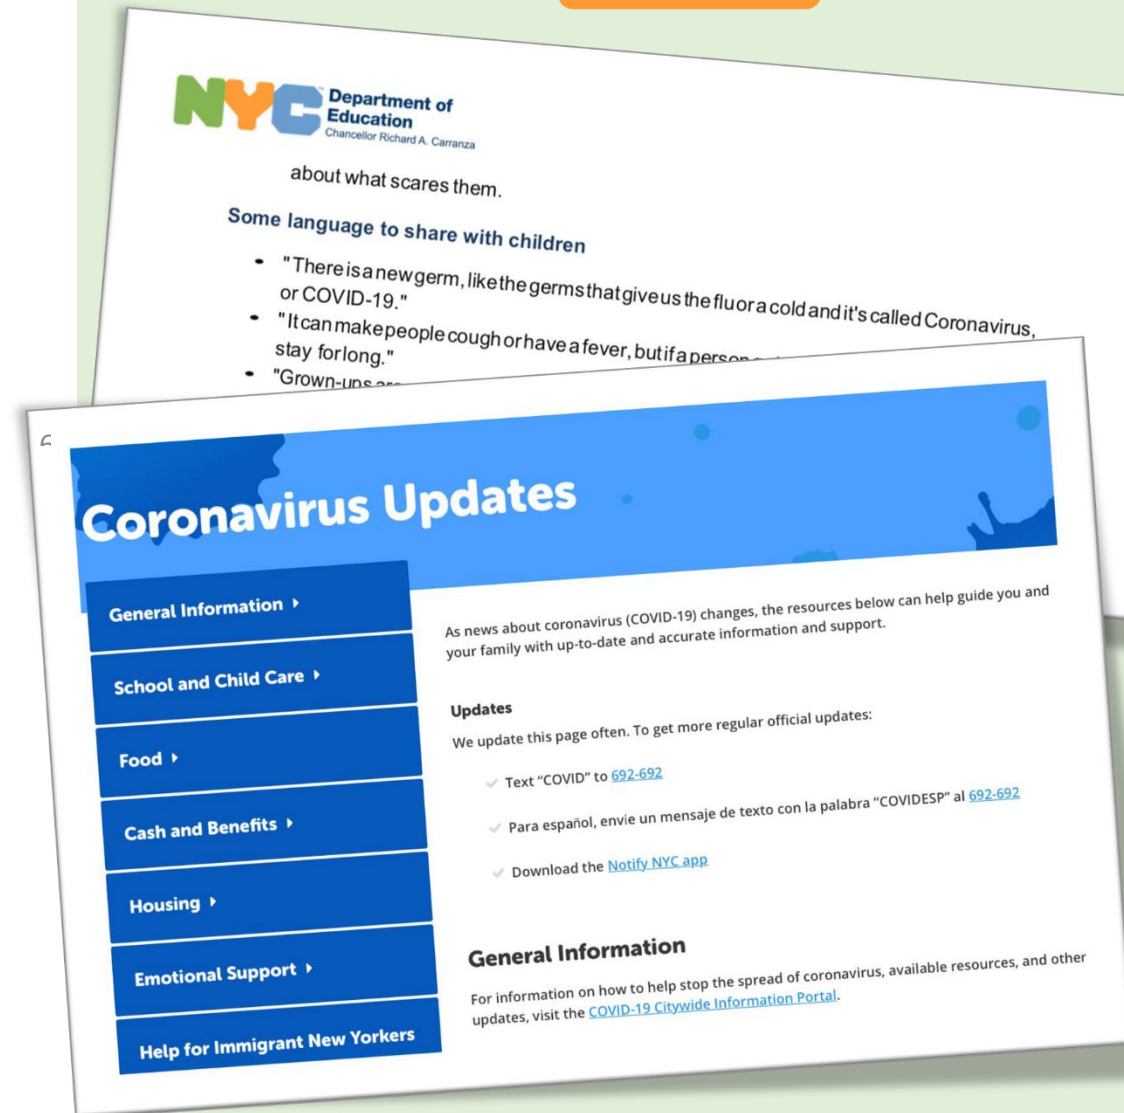 NYC Department of
Education
Chancellor Richard A. Carranza
about what scares them.
Some language to share with children
• "There is a new germ, like the germs that give us the flu or a cold and it's called Coronavirus,
or COVID-19."
• "It can make people cough or have a fever, but if a person
stay for long."
• "Grown-ups
Coronavirus Updates
General Information
School and Child Care
Food
Cash and Benefits
Housing
Emotional Support
Help for Immigrant New Yorkers
As news about coronavirus (COVID-19) changes, the resources below can help guide you and
your family with up-to-date and accurate information and support.
Updates
We update this page often. To get more regular official updates:
Text “COVID” to 692-692
Para español, envie un mensaje de texto con la palabra “COVIDESP” al 692-692
Download the Notify NYC app
General Information
For information on how to help stop the spread of coronavirus, available resources, and other
updates, visit the COVID-19 Citywide Information Portal.